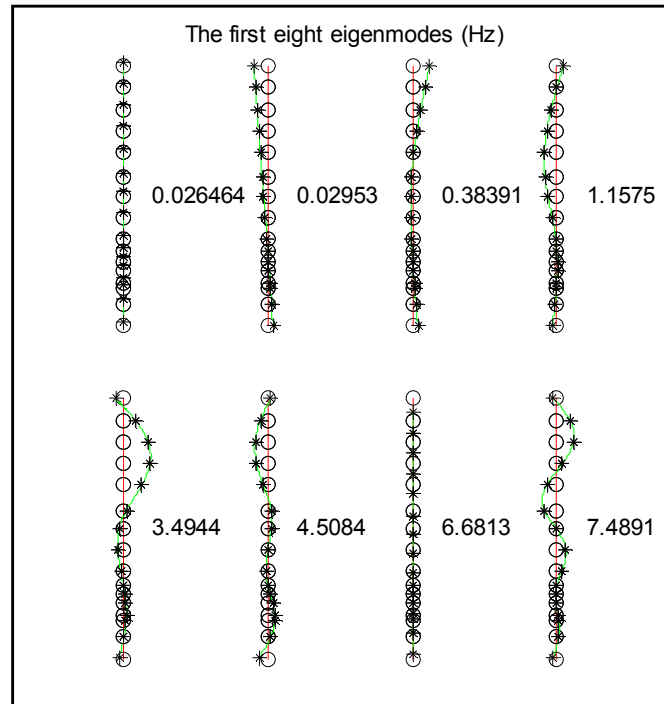 The first eight eigenmodes (Hz)
0.026464 0.02953 0.38391 1.1575
3.4944 4.5084 6.6813 7.4891